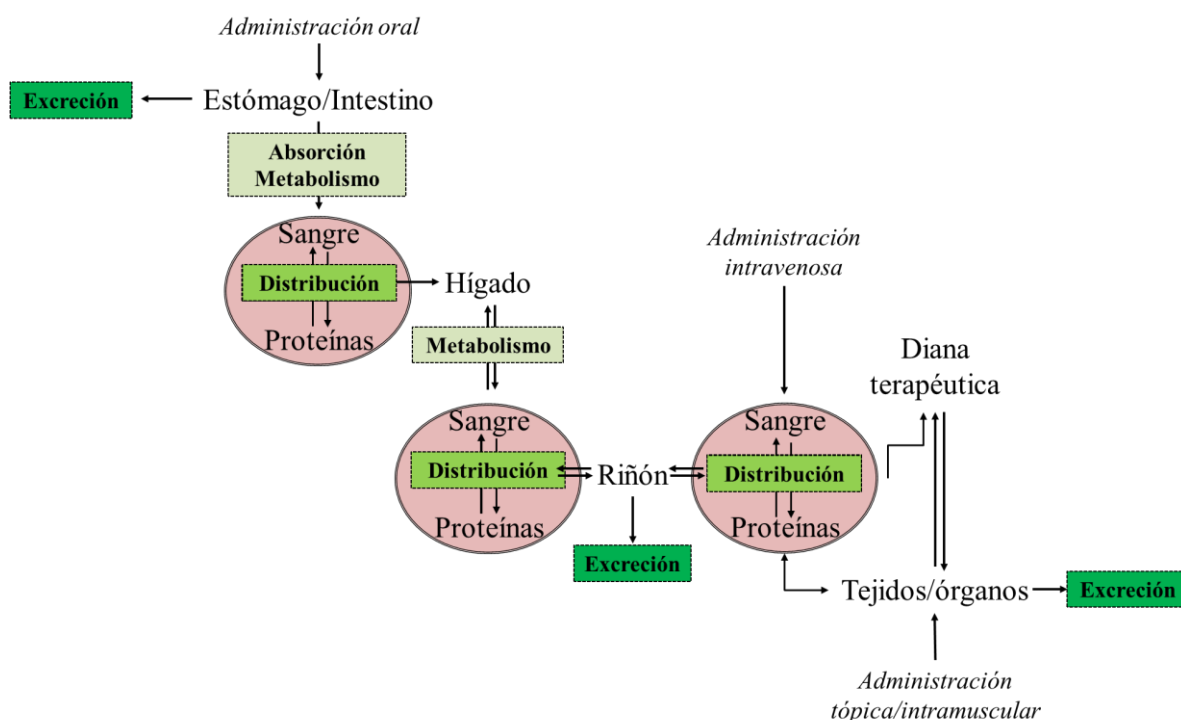 Administración oral
Excreción
Estómago/Intestino
Absorción
Metabolismo
Sangre
Distribución
Proteínas
Hígado
Metabolismo
Administración
intravenosa
Diana
terapéutica
Sangre
Distribución
Proteínas
Riñón
Excreción
Sangre
Distribución
Proteínas
Tejidos/órganos
Excreción
Administración
tópica/intramuscular